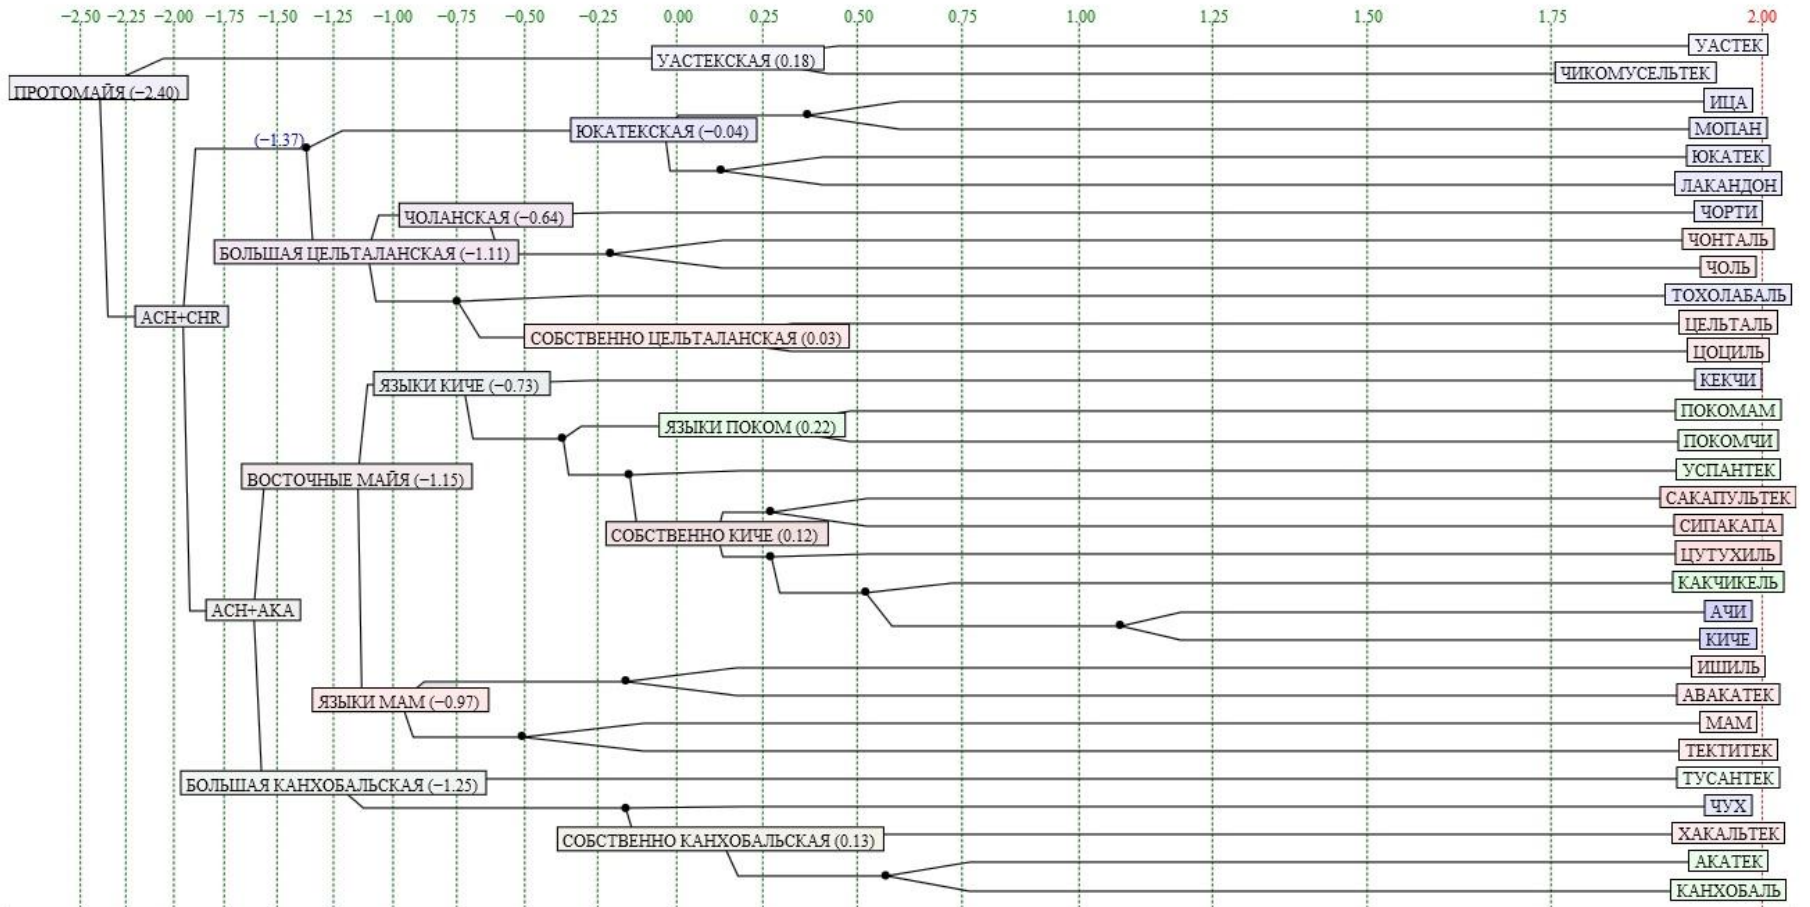 −2,50 −2,25 −2,00 −1,75 −1,50 −1,25 −1,00 −0,75 −0,50 −0,25 0,00 0,25 0,50 0,75 1,00 1,25 1,50 1,75 2.00
УАСТЕК
УАСТЕКСКАЯ (0.18)
ЧИКОМУСЕЛЬТЕК
ПРОТОМАЙЯ (−2.40)
ИЦА
МОПАН
ЮКАТЕКСКАЯ (−0.04)
(−1.37)
ЮКАТЕК
ЛАКАНДОН
ЧОРТИ
ЧОЛАНСКАЯ (−0.64)
ЧОНТАЛЬ
БОЛЬШАЯ ЦЕЛЬТАЛАНСКАЯ (−1.11)
ЧОЛЬ
ТОХОЛАБАЛЬ
ACH+CHR
ЦЕЛЬТАЛЬ
СОБСТВЕННО ЦЕЛЬТАЛАНСКАЯ (0.03)
ЦОЦИЛЬ
КЕКЧИ
ЯЗЫКИ КИЧЕ (−0.73)
ПОКОМАМ
ЯЗЫКИ ПОКОМ (0.22)
ПОКОМЧИ
УСПАНТЕК
ВОСТОЧНЫЕ МАЙЯ (−1.15)
САКАПУЛЬТЕК
СИПАКАПА
СОБСТВЕННО КИЧЕ (0.12)
ЦУТУХИЛЬ
КАКЧИКЕЛЬ
ACH+AKA
АЧИ
КИЧЕ
ИШИЛЬ
АВАКАТЕК
ЯЗЫКИ МАМ (−0.97)
МАМ
ТЕКТИТЕК
ТУСАНТЕК
БОЛЬШАЯ КАНХОБАЛЬСКАЯ (−1.25)
ЧУХ
ХАКАЛЬТЕК
СОБСТВЕННО КАНХОБАЛЬСКАЯ (0.13)
АКАТЕК
КАНХОБАЛЬ